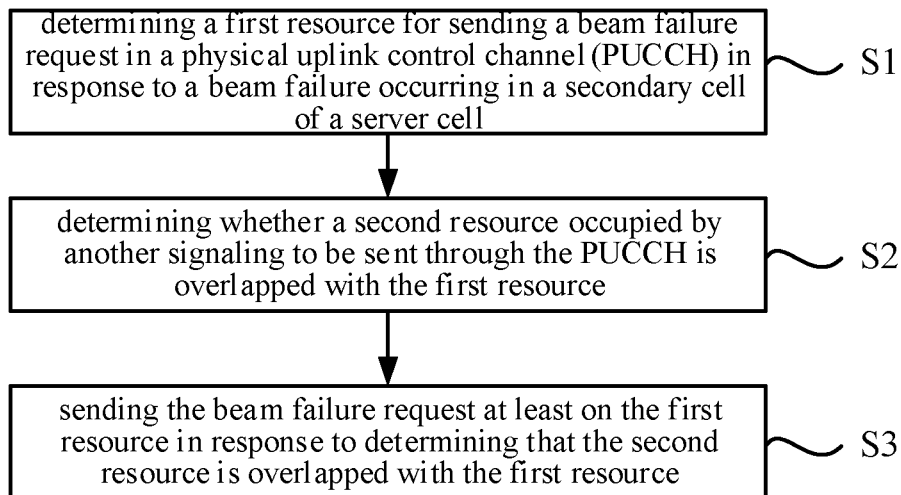 determining a first resource for sending a beam failure
request in a physical uplink control channel (PUCCH) in
response to a beam failure occurring in a secondary cell
of a server cell
S1
determining whether a second resource occupied by
another signaling to be sent through the PUCCH is
overlapped with the first resource
S2
sending the beam failure request at least on the first
resource in response to determining that the second
resource is overlapped with the first resource
S3